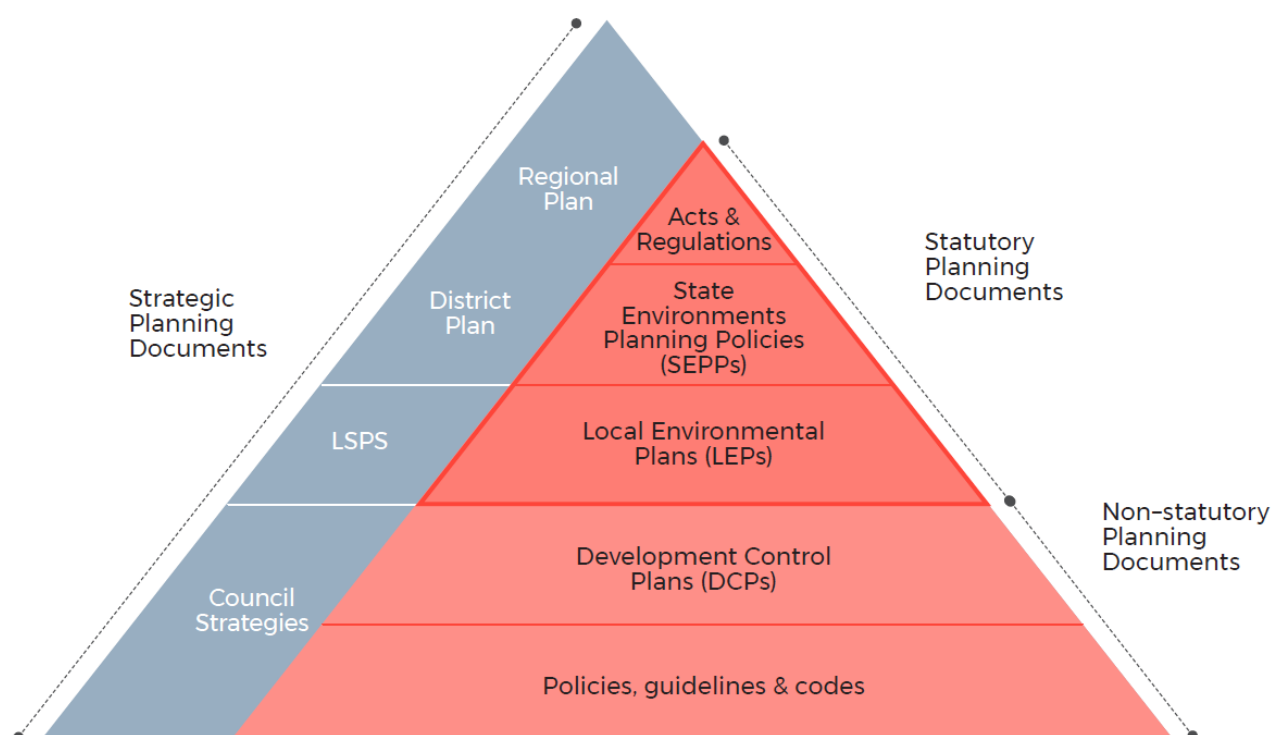 Regional
Plan
Acts &
Regulations
Statutory
Planning
Documents
Strategic
Planning
Documents
District
Plan
State
Environments
Planning Policies
(SEPPs)
LSPS
Local Environmental
Plans (LEPs)
Non-statutory
Planning
Documents
Development Control
Plans (DCPs)
Council
Strategies
Policies, guidelines & codes